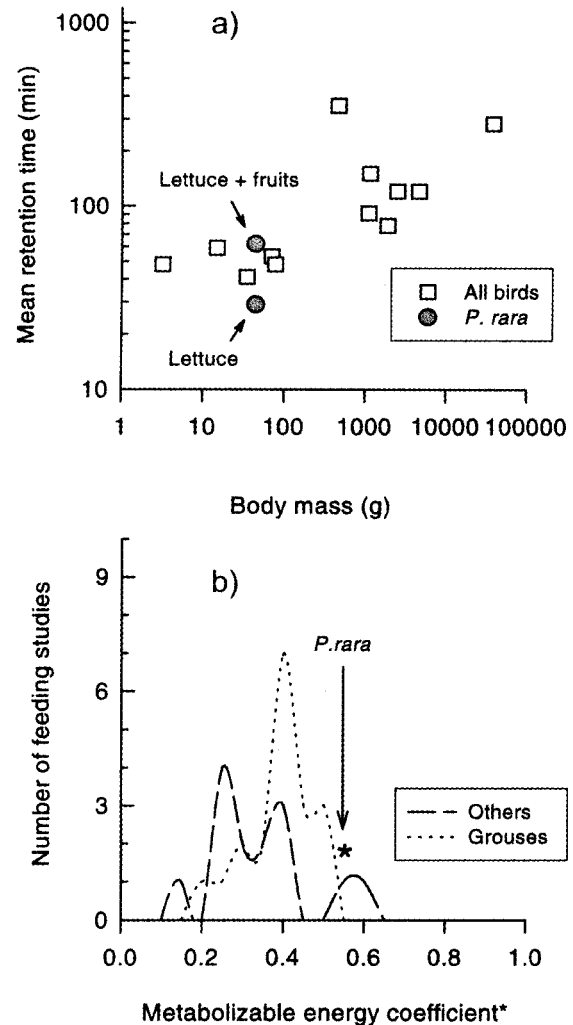 a)
Mean retention time (min)
1000
100
10
Lettuce + fruits
Lettuce
All birds
P. rara
1 10 100 1000 10000 100000
Body mass (g)
b)
Number of feeding studies
9
6
3
0
P.rara
*
Others
Grouses
0.0 0.2 0.4 0.6 0.8 1.0
Metabolizable energy coefficient*